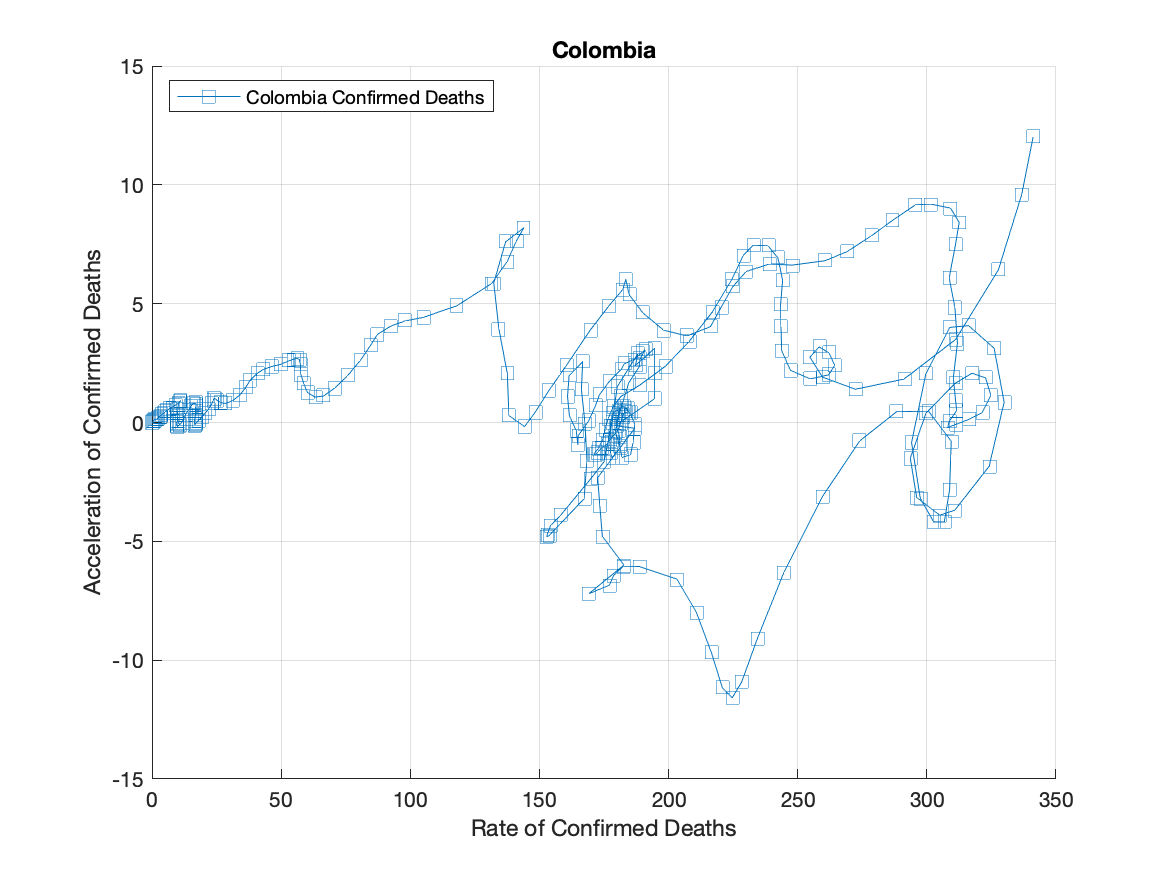 Colombia
15
Colombia Confirmed Deaths
10
5
0
-5
-10
-15
Acceleration of Confirmed Deaths
0 50 100 150 200 250 300 350
Rate of Confirmed Deaths